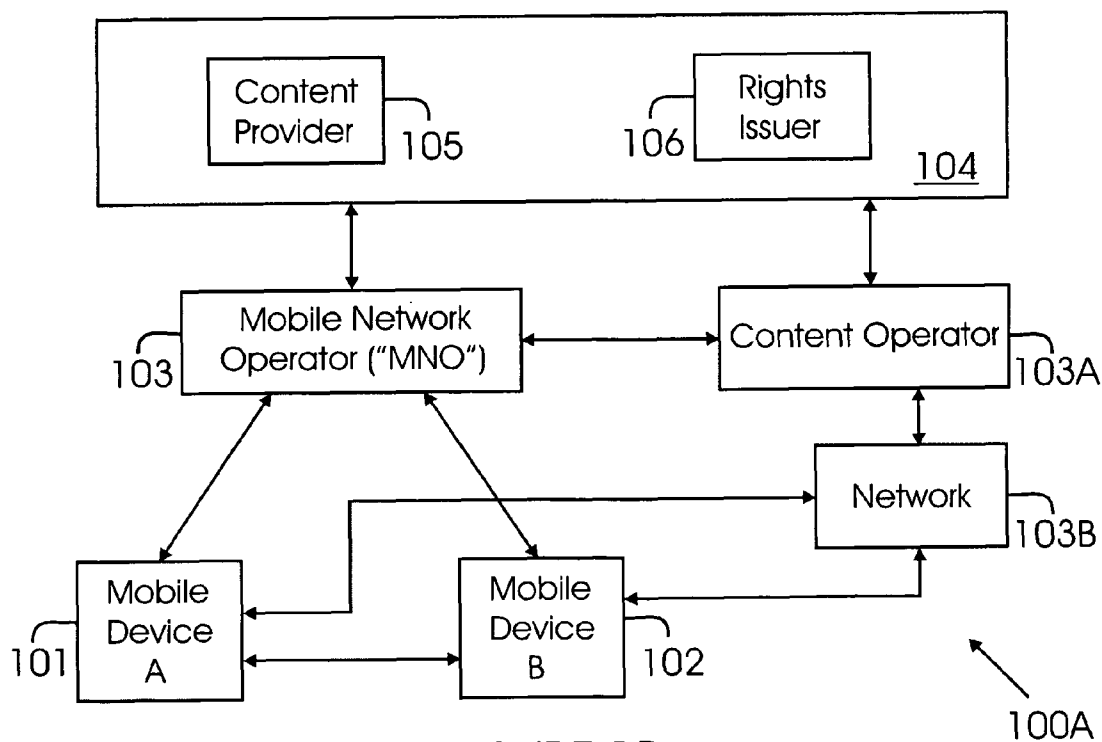 Content
Provider
105
Rights
Issuer
106
104
Mobile Network
Operator ("MNO")
103
Content Operator
103A
Network
103B
Mobile
Device
A
101
Mobile
Device
B
102
100A